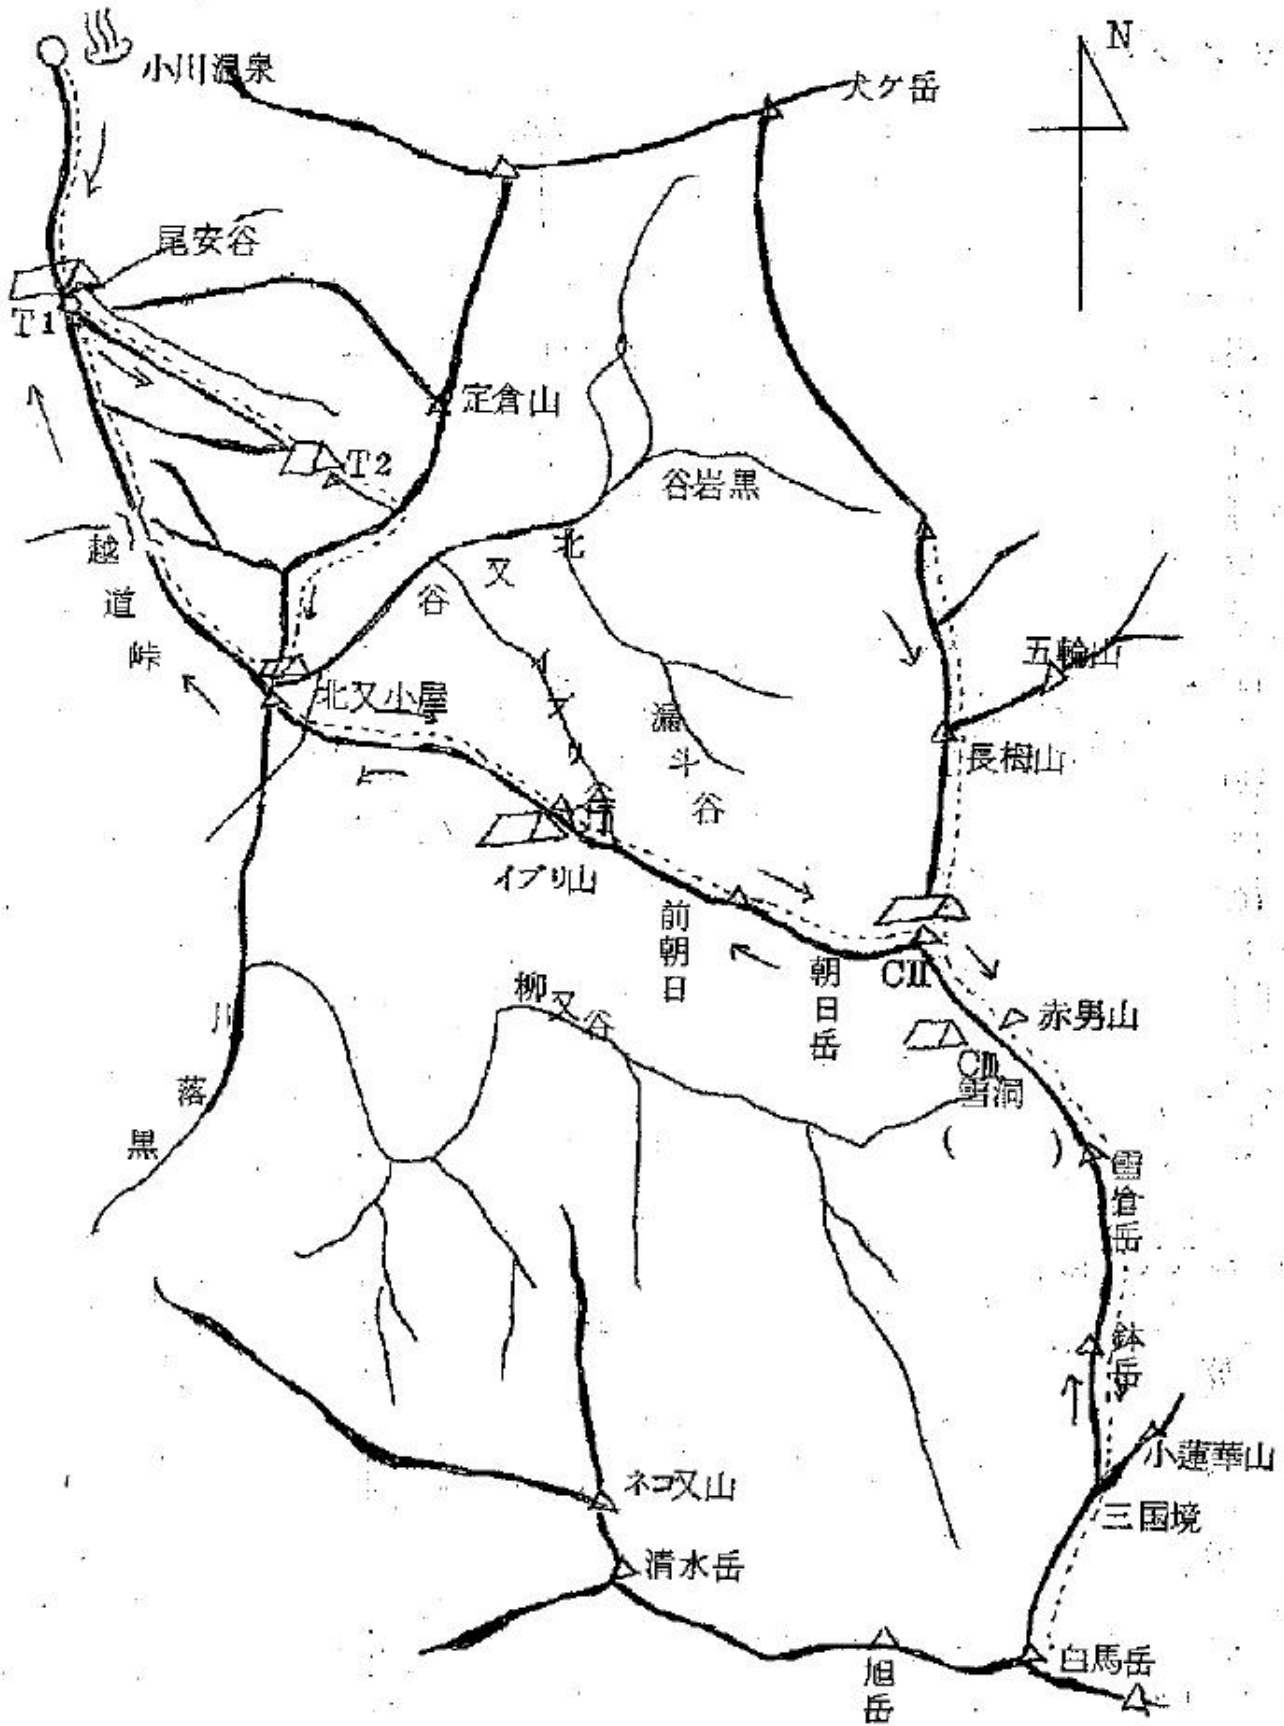 小川温泉
犬ケ岳
N
尾安谷
T1
定倉山
T2
谷岩黒
越道峠
北又谷
イブリ谷
漏斗谷
五輪山
長栂山
北又小屋
CI
イブリ山
前朝日
朝日岳
CII
赤男山
CIII
雪洞
(　　)
柳又谷
黒落川
雪倉岳
鉢岳
小蓮華山
三国境
ネコ又山
清水岳
旭岳
白馬岳